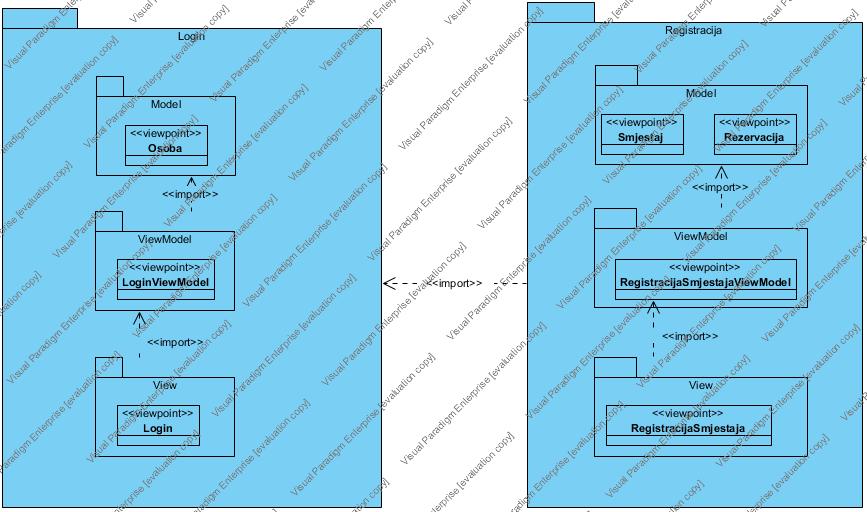 Login
Model
<<viewpoint>>
Osoba
<<import>>
ViewModel
<<viewpoint>>
LoginViewModel
<<import>>
View
<<viewpoint>>
Login
<<import>>
Registracija
Model
<<viewpoint>>
Smjestaj
<<viewpoint>>
Rezervacija
<<import>>
ViewModel
<<viewpoint>>
RegistracijaSmjestajaViewModel
<<import>>
View
<<viewpoint>>
RegistracijaSmjestaja
Visual Paradigm Enterprise [evaluation copy]